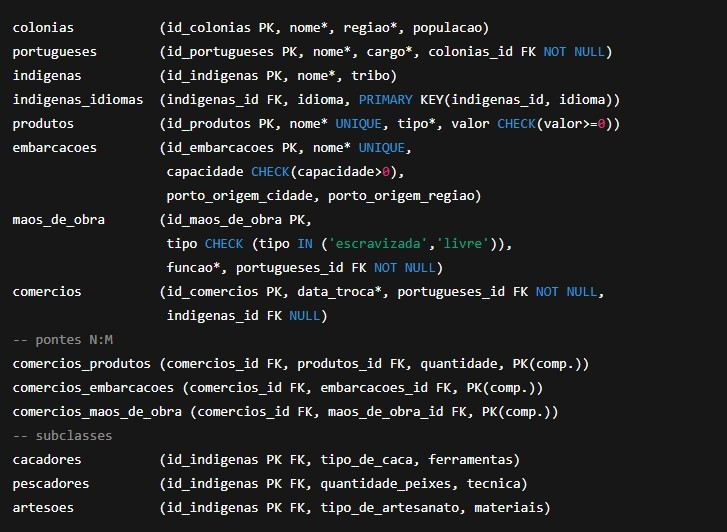 colonias (id_colonias PK, nome*, regiao*, populacao)
portugueses (id_portugueses PK, nome*, cargo*, colonias_id FK NOT NULL)
indigenas (id_indigenas PK, nome*, tribo)
indigenas_idiomas (indigenas_id FK, idioma, PRIMARY KEY(indigenas_id, idioma))
produtos (id_produtos PK, nome* UNIQUE, tipo*, valor CHECK(valor>=0))
embarcacoes (id_embarcacoes PK, nome* UNIQUE,
capacidade CHECK(capacidade>0),
porto_origem_cidade, porto_origem_regiao)
maos_de_obra (id_maos_de_obra PK,
tipo CHECK (tipo IN ('escravizada','livre')),
funcao*, portugueses_id FK NOT NULL)
comercios (id_comercios PK, data_troca*, portugueses_id FK NOT NULL,
indigenas_id FK NULL)
-- pontes N:M
comercios_produtos (comercios_id FK, produtos_id FK, quantidade, PK(comp.))
comercios_embarcacoes (comercios_id FK, embarcacoes_id FK, PK(comp.))
comercios_maos_de_obra (comercios_id FK, maos_de_obra_id FK, PK(comp.))
-- subclasses
cacadores (id_indigenas PK FK, tipo_de_caca, ferramentas)
pescadores (id_indigenas PK FK, quantidade_peixes, tecnica)
artesoes (id_indigenas PK FK, tipo_de_artesanato, materiais)